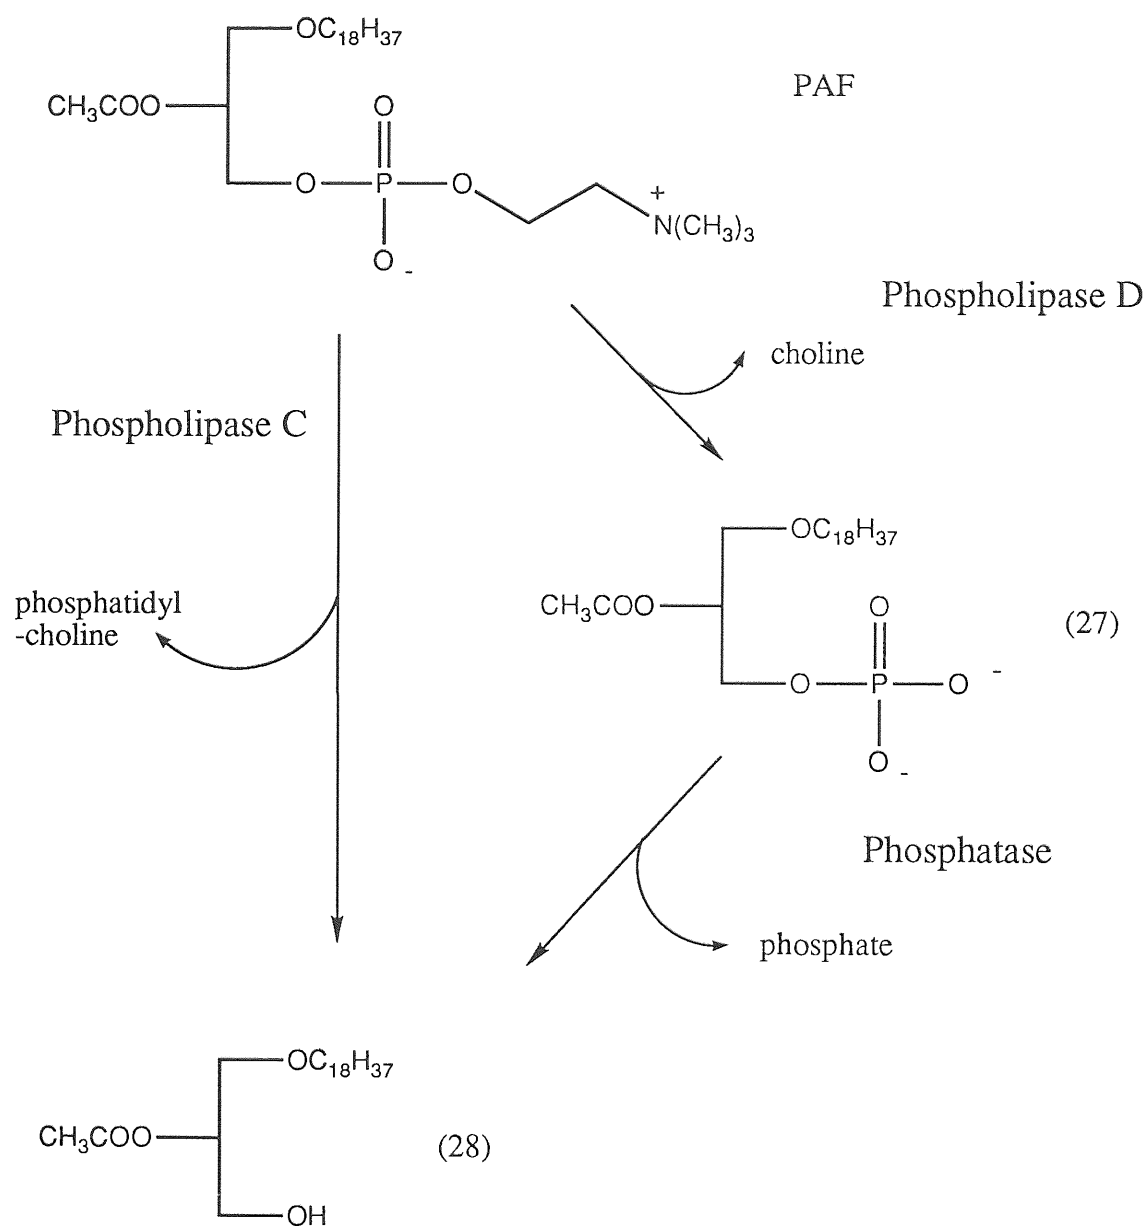 OC18H37
PAF
CH3COO
O
O
P
O
+
N(CH3)3
O
-
Phospholipase D
choline
Phospholipase C
OC18H37
phosphatidyl
-choline
CH3COO
O
(27)
O
P
O
-
O
-
Phosphatase
phosphate
OC18H37
CH3COO
(28)
OH